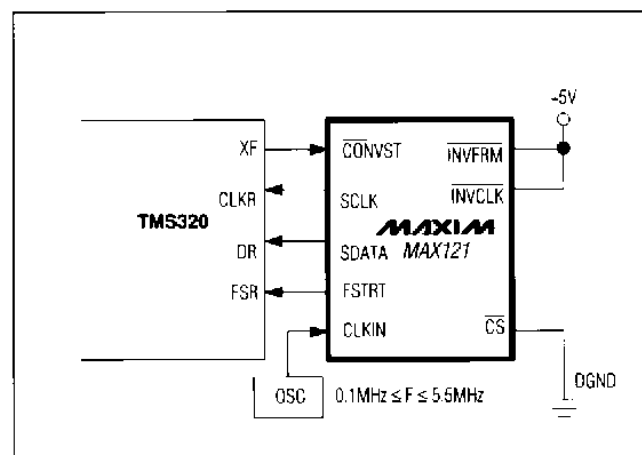 -5V
XF
CONVST
INVFRM
CLKR
SCLK
INVCLK
TMS320
MAXIM
MAX121
DR
SDATA
FSR
FSTRT
CLKIN
CS
OSC
0.1MHz ≤ F ≤ 5.5MHz
DGND